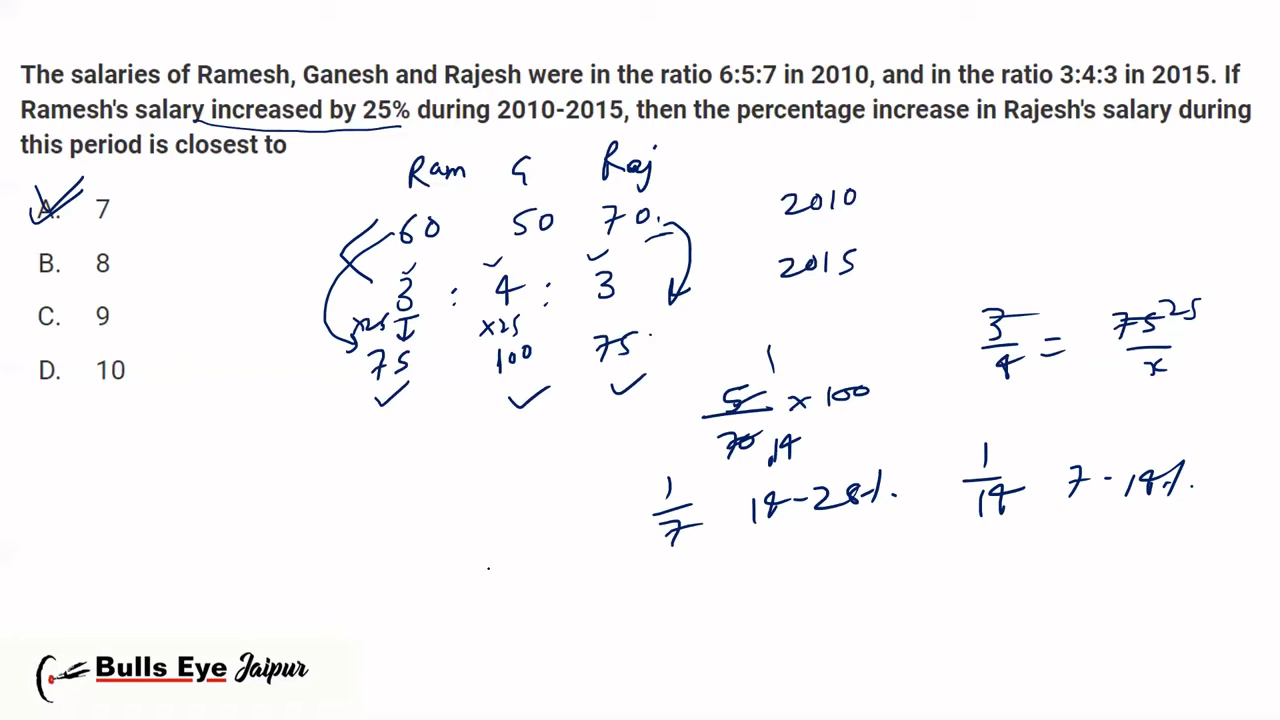 The salaries of Ramesh, Ganesh and Rajesh were in the ratio 6:5:7 in 2010, and in the ratio 3:4:3 in 2015. If
Ramesh's salary increased by 25% during 2010-2015, then the percentage increase in Rajesh's salary during
this period is closest to
Ram G Raj
A. 7
60 50 70 2010
B. 8
3 : 4 : 3 2015
x25 x25
C. 9
75 100 75
3/4 = 75/x 25
D. 10
1
5/70 x 100
14
1/7 14-28%. 1/14 7-14%.
Bulls Eye Jaipur